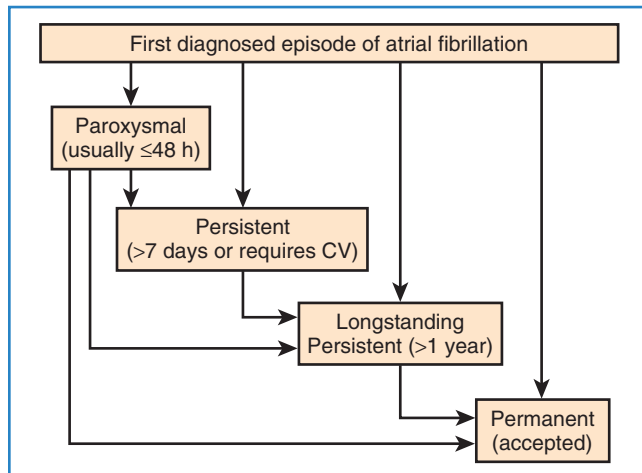 First diagnosed episode of atrial fibrillation
Paroxysmal
(usually ≤48 h)
Persistent
(>7 days or requires CV)
Longstanding
Persistent (>1 year)
Permanent
(accepted)